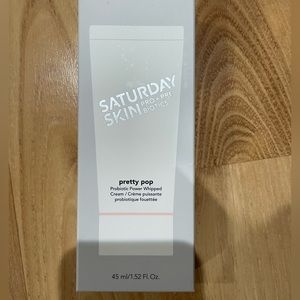 SATURDAY
SKIN PRO + PRE
BIOTICS
pretty pop
Probiotic Power Whipped
Cream / Crème puissante
probiotique fouettée
45 ml/1.52 Fl.Oz.